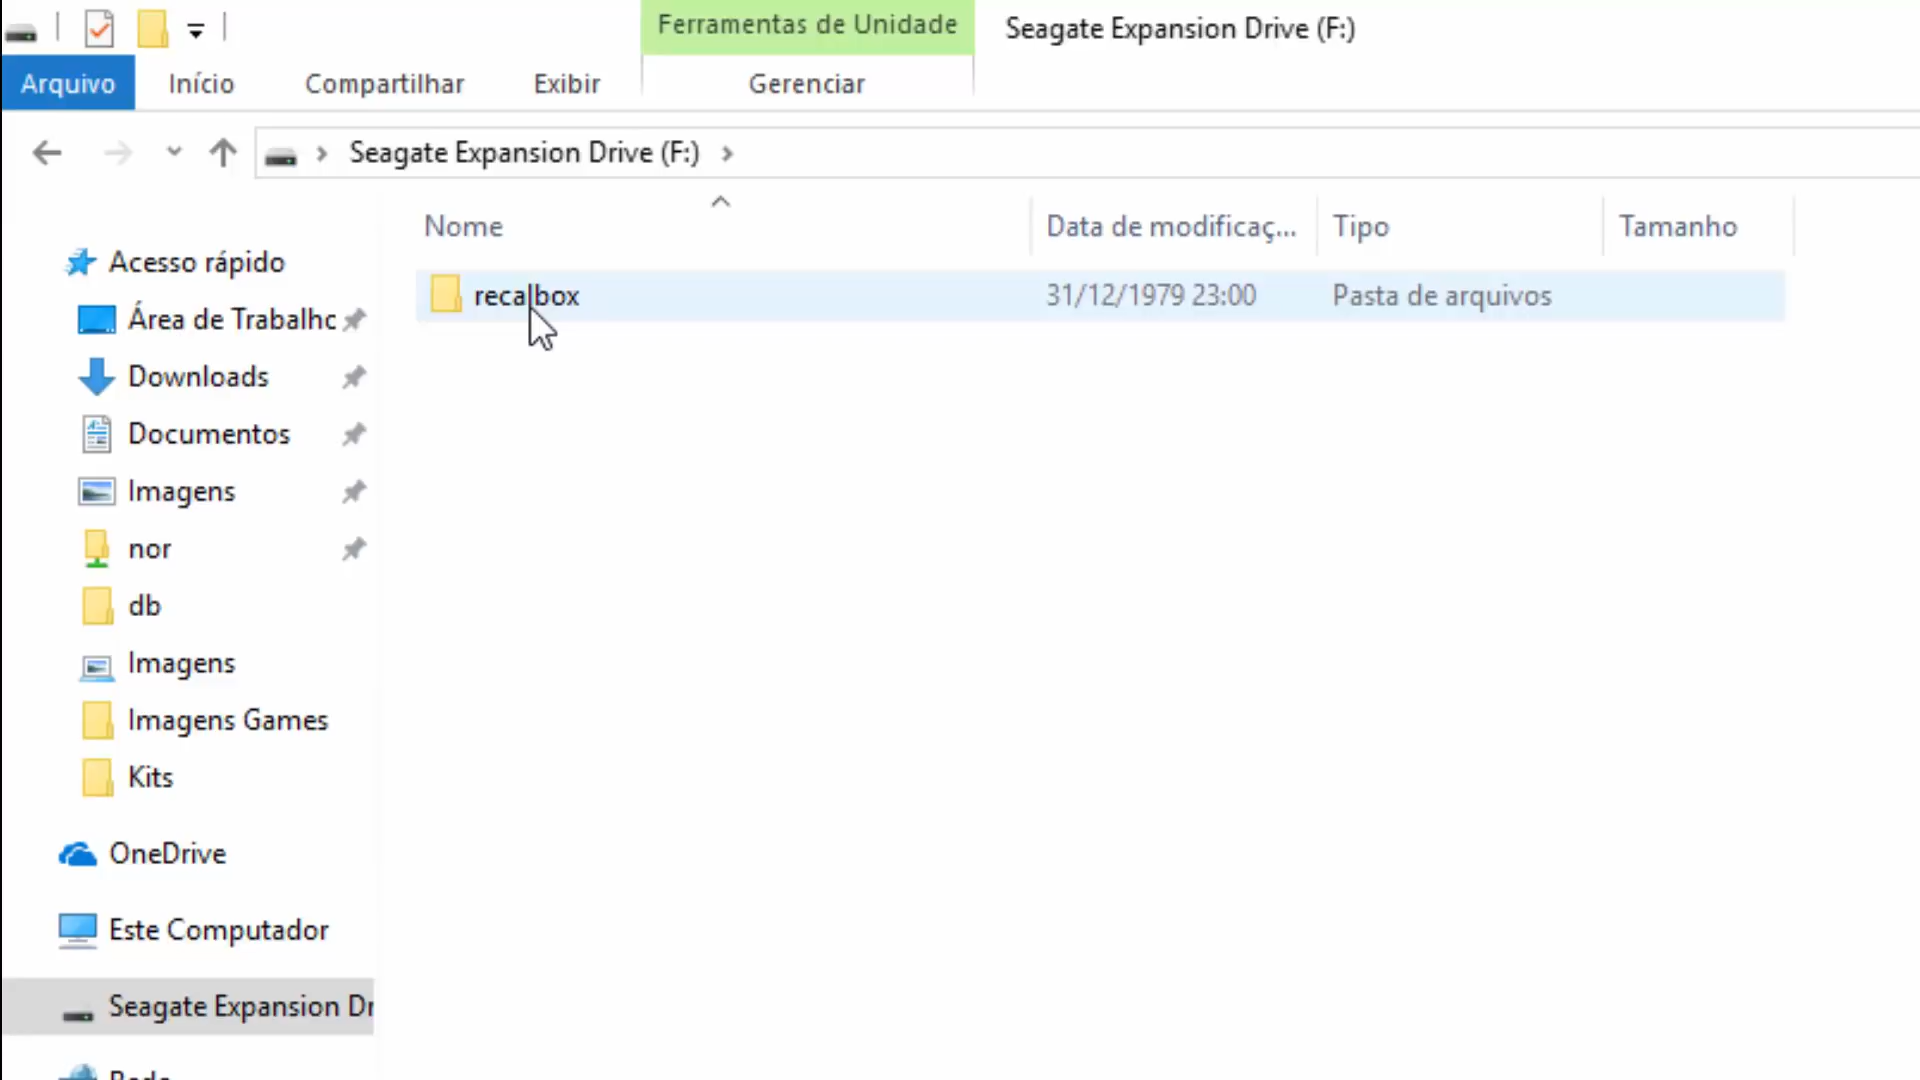 Ferramentas de Unidade
Seagate Expansion Drive (F:)
Arquivo
Início
Compartilhar
Exibir
Gerenciar
Seagate Expansion Drive (F:)
Nome
Data de modificaç...
Tipo
Tamanho
recalbox
31/12/1979 23:00
Pasta de arquivos
Acesso rápido
Área de Trabalho
Downloads
Documentos
Imagens
nor
db
Imagens
Imagens Games
Kits
OneDrive
Este Computador
Seagate Expansion Dr
Rede